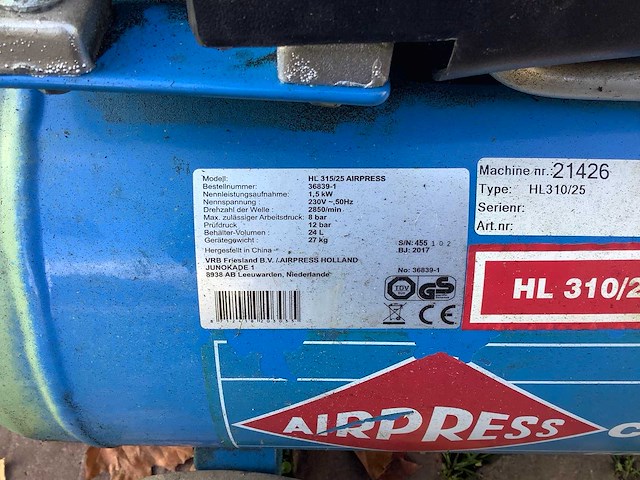 Modell: HL 315/25 AIRPRESS
Bestellnummer: 36839-1
Nennleistungsaufnahme: 1,5 kW
Nennspannung : 230V ~,50Hz
Drehzahl der Welle : 2850/min
Max. zulässiger Arbeitsdruck: 8 bar
Prüfdruck : 12 bar
Behälter-Volumen : 24 L
Gerätegewicht : 27 kg
Hergestellt in China
S/N: 455 102
BJ: 2017
VRB Friesland B.V. / AIRPRESS HOLLAND
JUNOKADE 1
8938 AB Leeuwarden, Niederlande
No: 36839-1
TÜV GS
CE
Machine nr.: 21426
Type: HL310/25
Serienr:
Art.nr:
HL 310/2
AIRPRESS